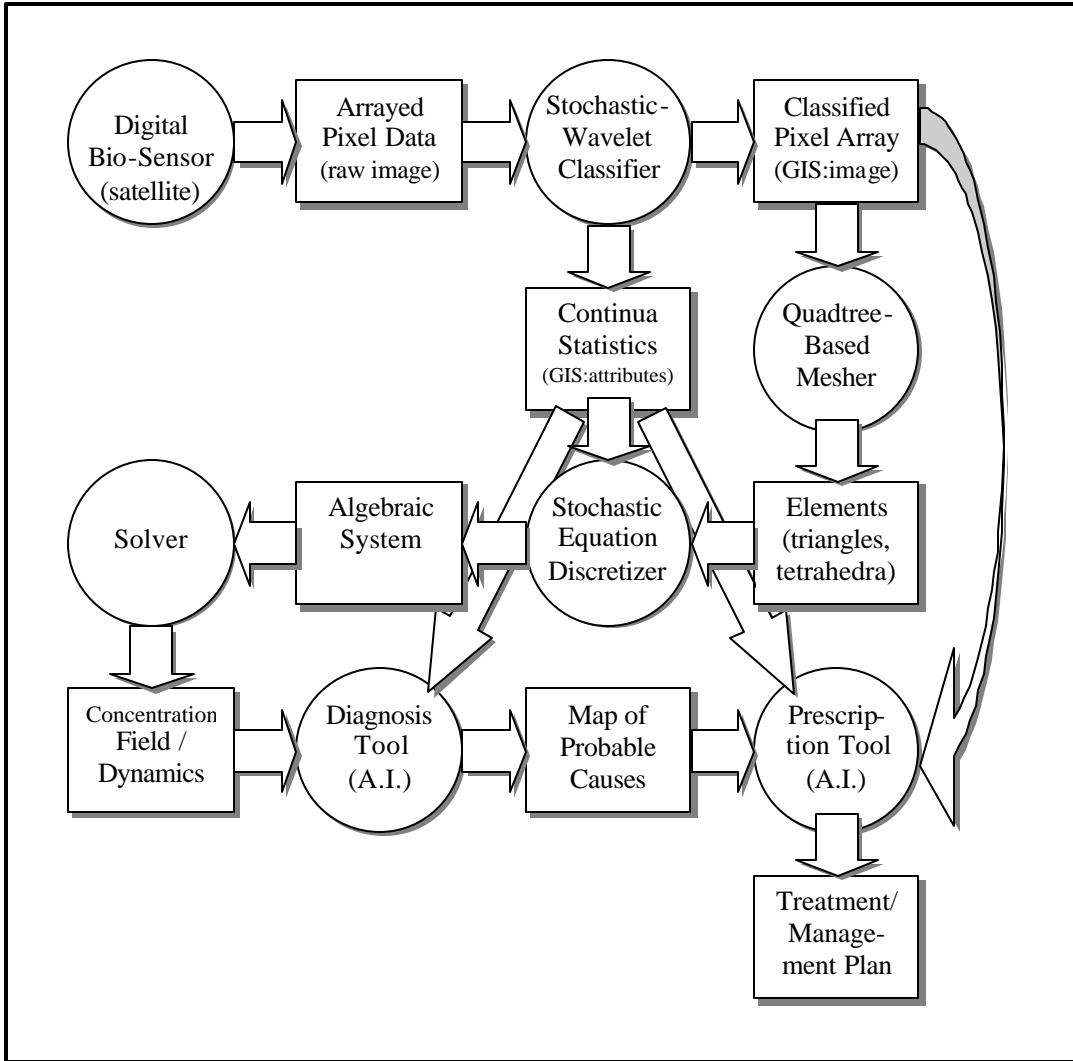 Digital
Bio-Sensor
(satellite)
Arrayed
Pixel Data
(raw image)
Stochastic-
Wavelet
Classifier
Classified
Pixel Array
(GIS:image)
Continua
Statistics
(GIS:attributes)
Quadtree-
Based
Mesher
Solver
Algebraic
System
Stochastic
Equation
Discretizer
Elements
(triangles,
tetrahedra)
Concentration
Field /
Dynamics
Diagnosis
Tool
(A.I.)
Map of
Probable
Causes
Prescrip-
tion Tool
(A.I.)
Treatment/
Manage-
ment Plan